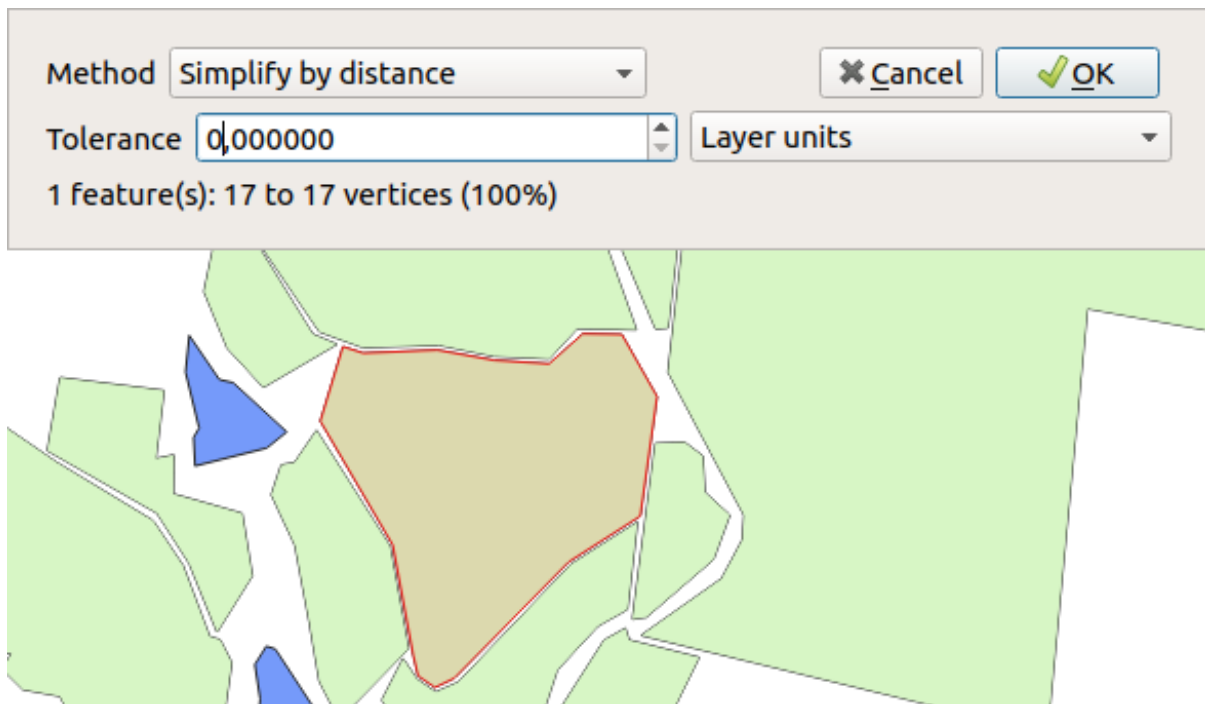 Method Simplify by distance Cancel OK
Tolerance 0,000000 Layer units
1 feature(s): 17 to 17 vertices (100%)